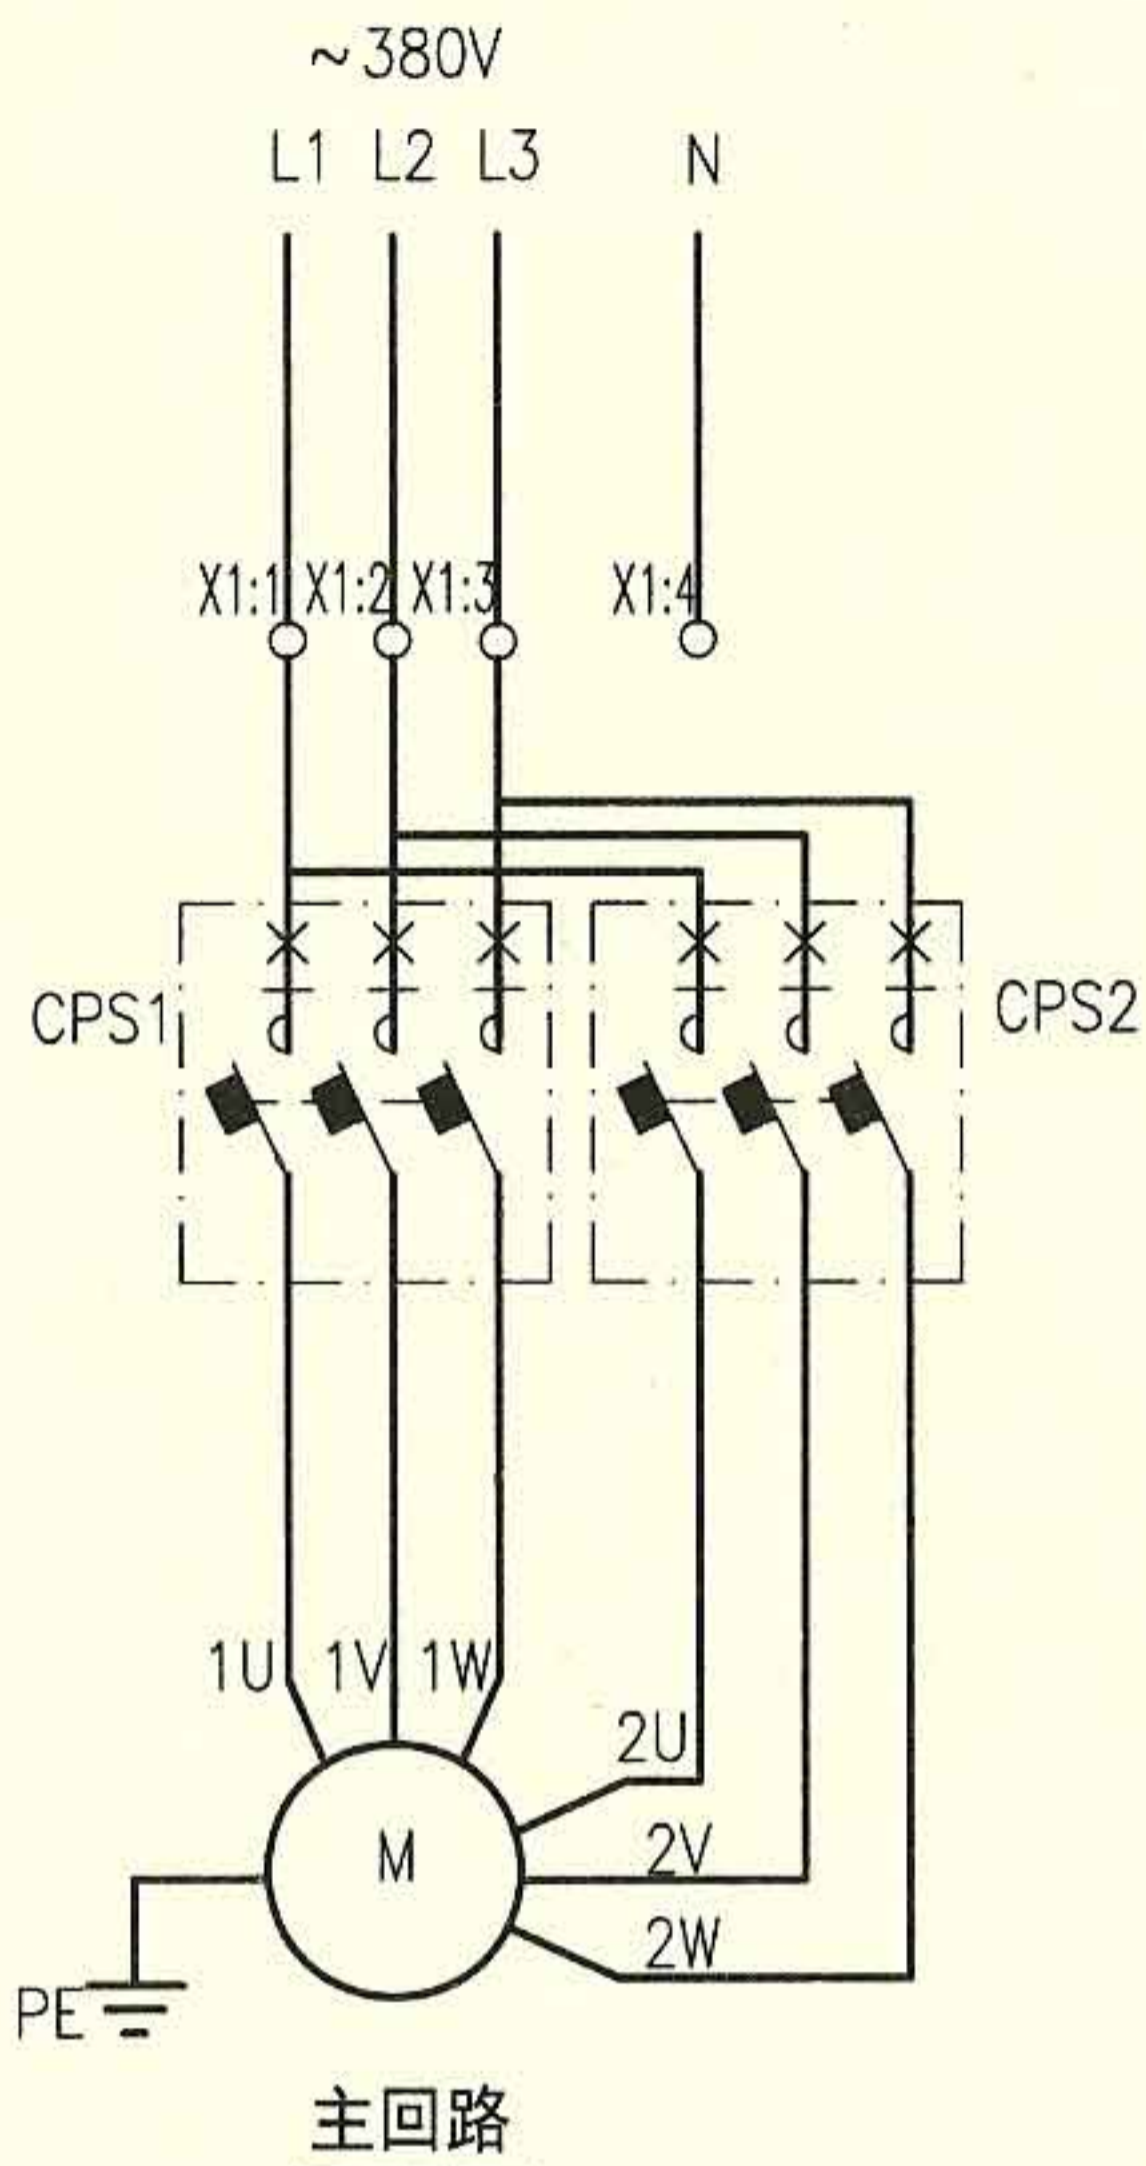 ~380V
L1 L2 L3 N
X1:1 X1:2 X1:3 X1:4
CPS1 CPS2
1U 1V 1W
2U
M
2V
2W
PE
主回路